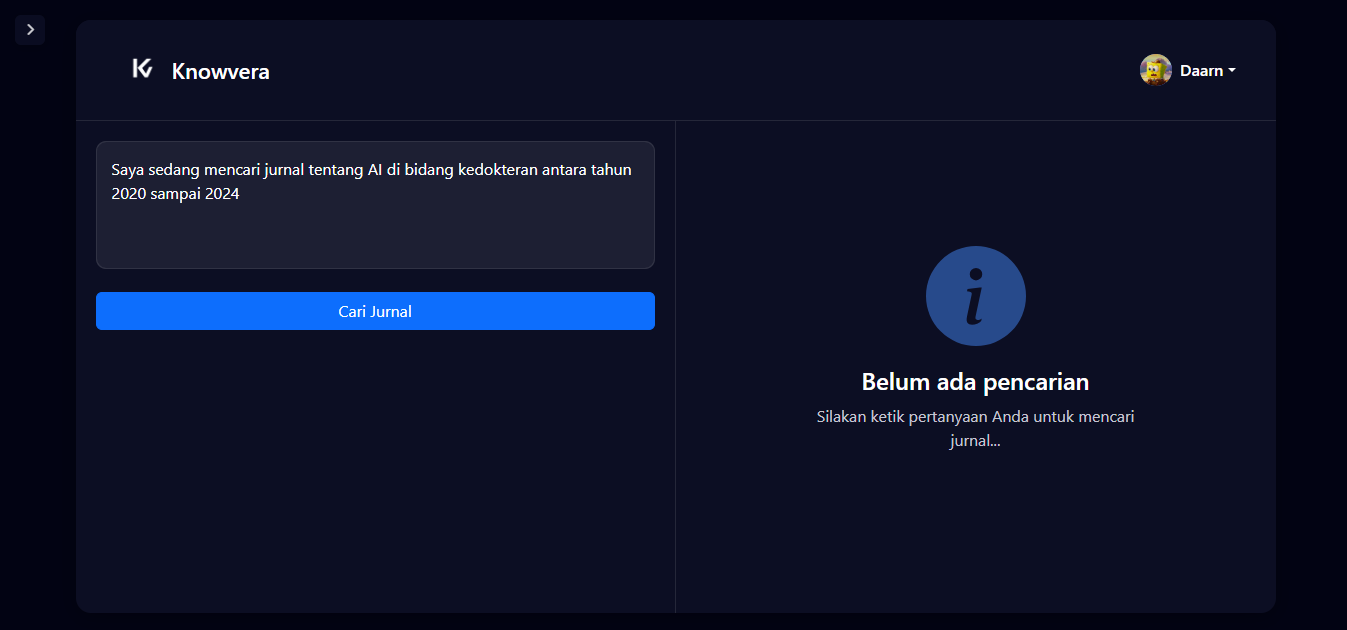 Knowvera
Daarn
Saya sedang mencari jurnal tentang AI di bidang kedokteran antara tahun
2020 sampai 2024
Cari Jurnal
Belum ada pencarian
Silakan ketik pertanyaan Anda untuk mencari
jurnal...